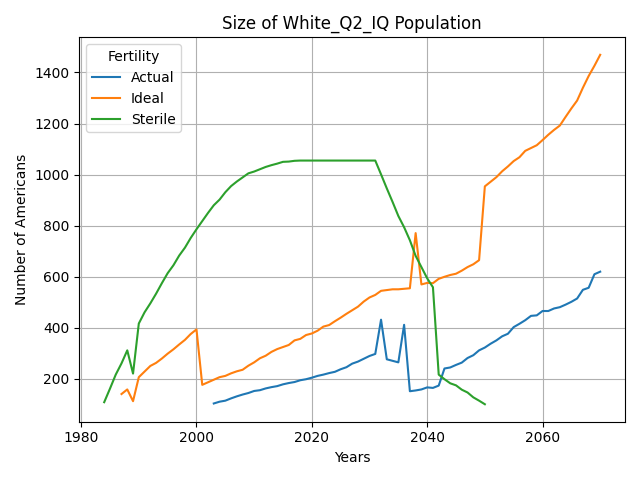 Size of White_Q2_IQ Population
Fertility
Actual
Ideal
Sterile
Number of Americans
1400
1200
1000
800
600
400
200
1980
2000
2020
2040
2060
Years